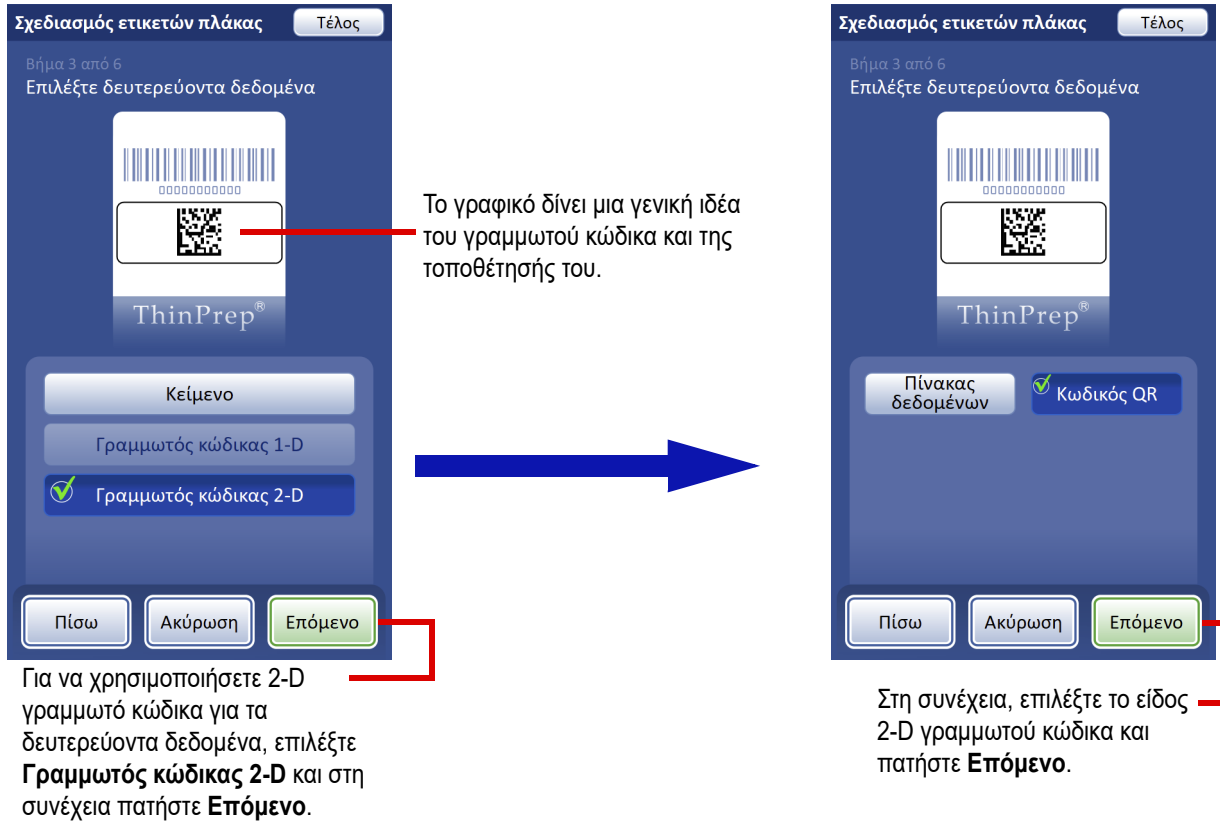 Σχεδιασμός ετικετών πλάκας
Τέλος
Βήμα 3 από 6
Επιλέξτε δευτερεύοντα δεδομένα
00000000000
ThinPrep®
Κείμενο
Γραμμωτός κώδικας 1-D
Γραμμωτός κώδικας 2-D
Πίσω
Ακύρωση
Επόμενο
Για να χρησιμοποιήσετε 2-D
γραμμωτό κώδικα για τα
δευτερεύοντα δεδομένα, επιλέξτε
Γραμμωτός κώδικας 2-D και στη
συνέχεια πατήστε Επόμενο.
Το γραφικό δίνει μια γενική ιδέα
του γραμμωτού κώδικα και της
τοποθέτησής του.
Σχεδιασμός ετικετών πλάκας
Τέλος
Βήμα 3 από 6
Επιλέξτε δευτερεύοντα δεδομένα
00000000000
ThinPrep®
Πίνακας
δεδομένων
Κωδικός QR
Πίσω
Ακύρωση
Επόμενο
Στη συνέχεια, επιλέξτε το είδος
2-D γραμμωτού κώδικα και
πατήστε Επόμενο.